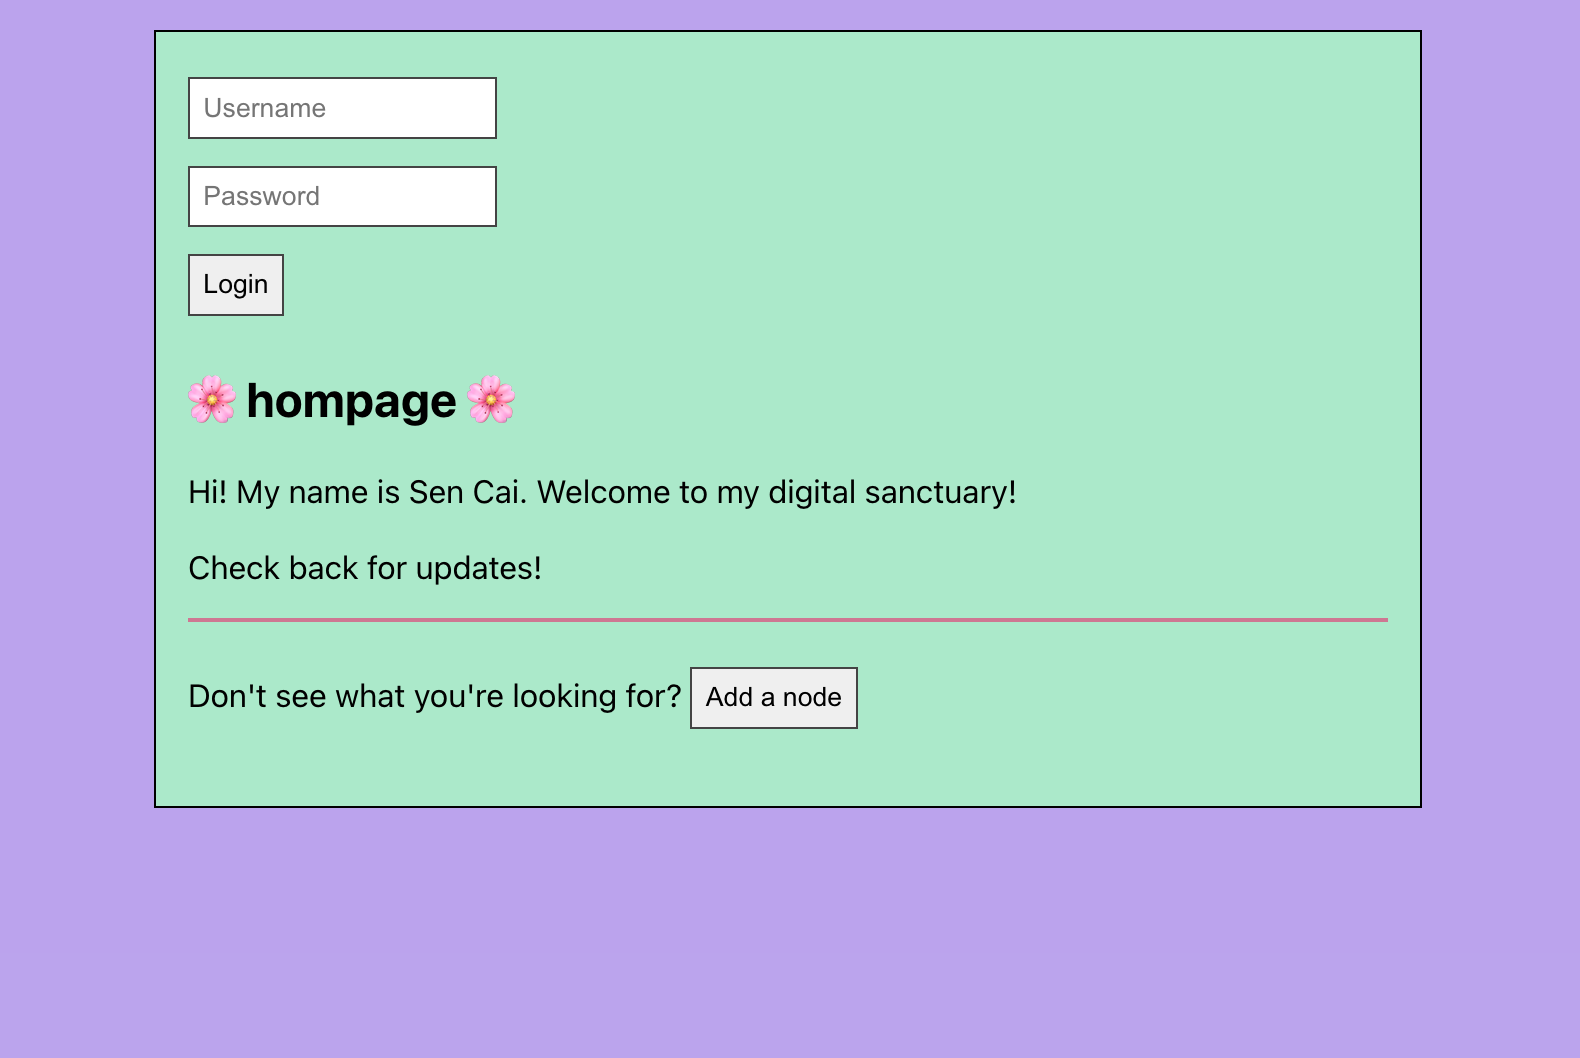 Username
Password
Login
🌸 hompage 🌸
Hi! My name is Sen Cai. Welcome to my digital sanctuary!
Check back for updates!
Don't see what you're looking for? Add a node